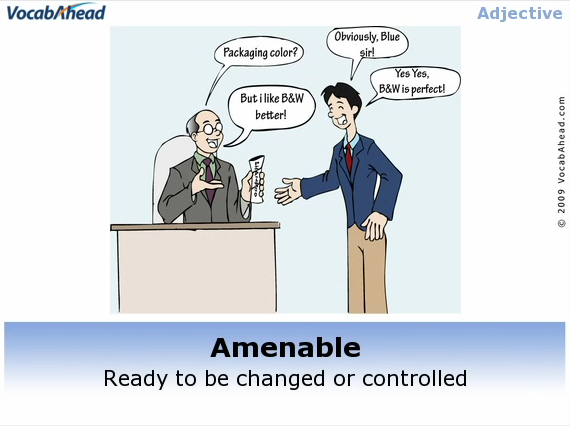 VocabAhead
Adjective
Packaging color?
Obviously, Blue
sir!
But i like B&W
better!
Yes Yes,
B&W is perfect!
© 2009 VocabAhead.com
Amenable
Ready to be changed or controlled